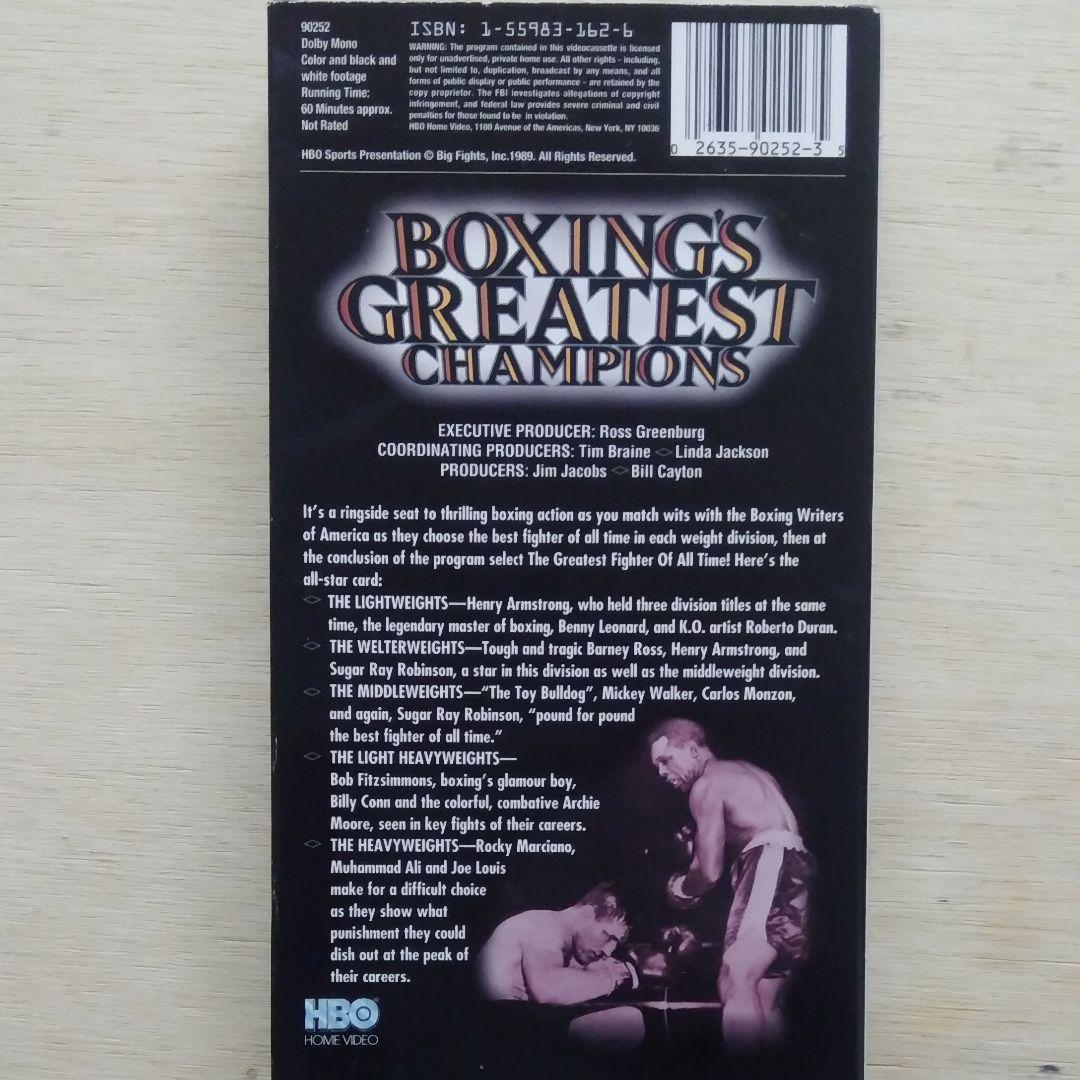 90252
Dolby Mono
Color and black and
white footage
Running Time:
60 Minutes approx.
Not Rated
ISBN: 1-55983-162-6
WARNING: The program contained in this videocassette is licensed
only for unadvertised, private home use. All other rights - including,
but not limited to, duplication, broadcast by any means, and all
forms of public display or public performance - are retained by the
copy proprietor. The FBI investigates allegations of copyright
infringement, and federal law provides severe criminal and civil
penalties for those found to be in violation.
HBO Home Video, 1100 Avenue of the Americas, New York, NY 10036
0 2635-90252-3 5
HBO Sports Presentation © Big Fights, Inc.1989. All Rights Reserved.
BOXING'S
GREATEST
CHAMPIONS
EXECUTIVE PRODUCER: Ross Greenburg
COORDINATING PRODUCERS: Tim Braine <> Linda Jackson
PRODUCERS: Jim Jacobs <> Bill Cayton
It's a ringside seat to thrilling boxing action as you match wits with the Boxing Writers
of America as they choose the best fighter of all time in each weight division, then at
the conclusion of the program select The Greatest Fighter Of All Time! Here's the
all-star card:
<> THE LIGHTWEIGHTS—Henry Armstrong, who held three division titles at the same
time, the legendary master of boxing, Benny Leonard, and K.O. artist Roberto Duran.
<> THE WELTERWEIGHTS—Tough and tragic Barney Ross, Henry Armstrong, and
Sugar Ray Robinson, a star in this division as well as the middleweight division.
<> THE MIDDLEWEIGHTS—“The Toy Bulldog”, Mickey Walker, Carlos Monzon,
and again, Sugar Ray Robinson, “pound for pound
the best fighter of all time.”
<> THE LIGHT HEAVYWEIGHTS—
Bob Fitzsimmons, boxing's glamour boy,
Billy Conn and the colorful, combative Archie
Moore, seen in key fights of their careers.
<> THE HEAVYWEIGHTS—Rocky Marciano,
Muhammad Ali and Joe Louis
make for a difficult choice
as they show what
punishment they could
dish out at the peak of
their careers.
HBO®
HOME VIDEO